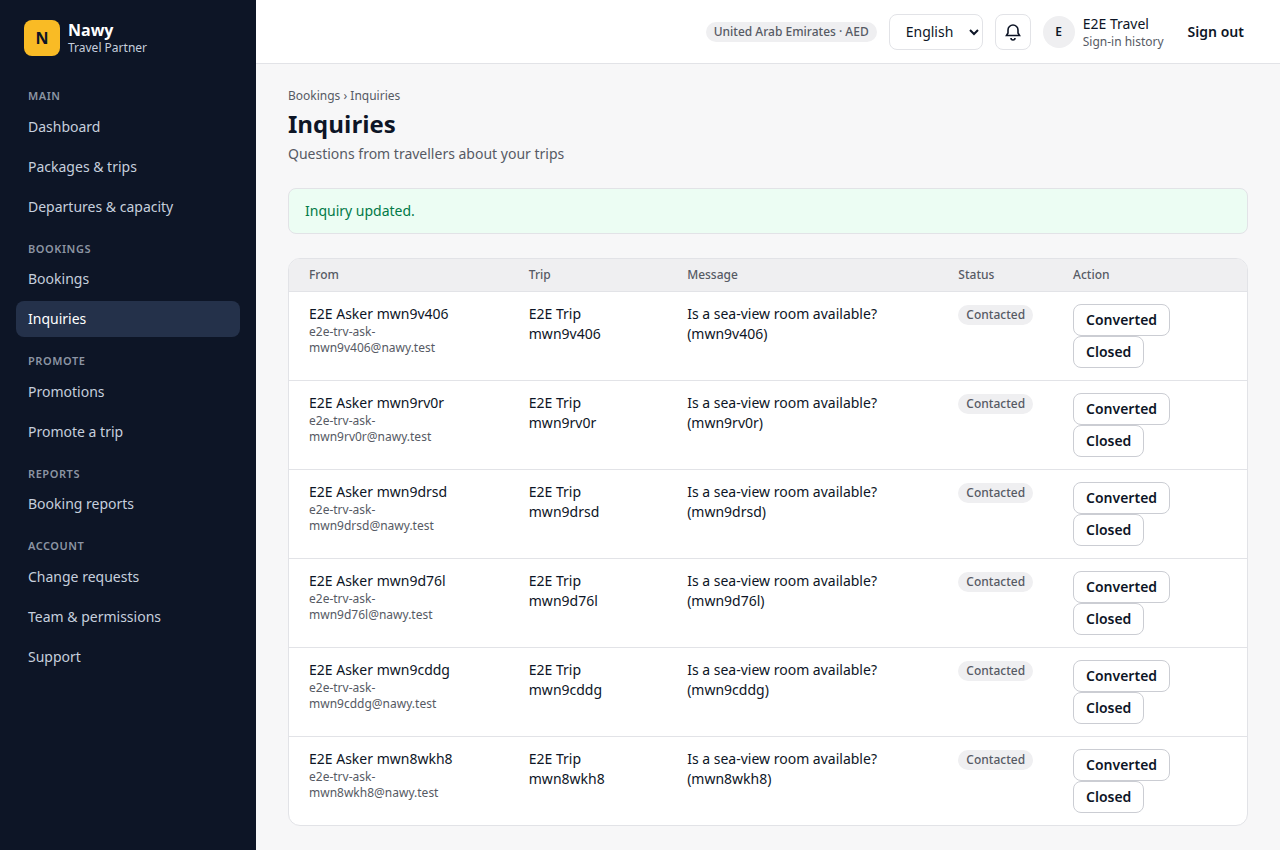 N
Nawy
Travel Partner
MAIN
Dashboard
Packages & trips
Departures & capacity
BOOKINGS
Bookings
Inquiries
PROMOTE
Promotions
Promote a trip
REPORTS
Booking reports
ACCOUNT
Change requests
Team & permissions
Support
United Arab Emirates · AED
English
E
E2E Travel
Sign-in history
Sign out
Bookings › Inquiries
Inquiries
Questions from travellers about your trips
Inquiry updated.
From Trip Message Status Action
E2E Asker mwn9v406
e2e-trv-ask-
mwn9v406@nawy.test
E2E Trip
mwn9v406
Is a sea-view room available?
(mwn9v406)
Contacted
Converted
Closed
E2E Asker mwn9rv0r
e2e-trv-ask-
mwn9rv0r@nawy.test
E2E Trip
mwn9rv0r
Is a sea-view room available?
(mwn9rv0r)
Contacted
Converted
Closed
E2E Asker mwn9drsd
e2e-trv-ask-
mwn9drsd@nawy.test
E2E Trip
mwn9drsd
Is a sea-view room available?
(mwn9drsd)
Contacted
Converted
Closed
E2E Asker mwn9d76l
e2e-trv-ask-
mwn9d76l@nawy.test
E2E Trip
mwn9d76l
Is a sea-view room available?
(mwn9d76l)
Contacted
Converted
Closed
E2E Asker mwn9cddg
e2e-trv-ask-
mwn9cddg@nawy.test
E2E Trip
mwn9cddg
Is a sea-view room available?
(mwn9cddg)
Contacted
Converted
Closed
E2E Asker mwn8wkh8
e2e-trv-ask-
mwn8wkh8@nawy.test
E2E Trip
mwn8wkh8
Is a sea-view room available?
(mwn8wkh8)
Contacted
Converted
Closed